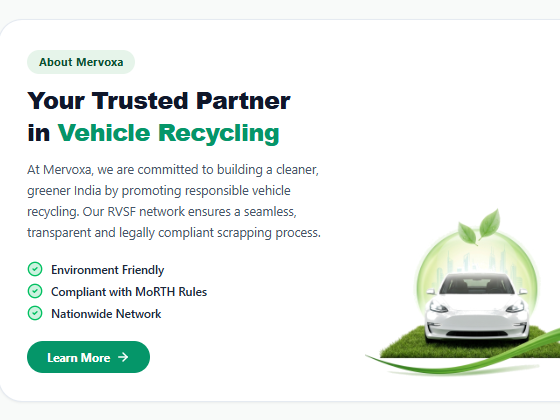 About Mervoxa
Your Trusted Partner
in Vehicle Recycling
At Mervoxa, we are committed to building a cleaner,
greener India by promoting responsible vehicle
recycling. Our RVSF network ensures a seamless,
transparent and legally compliant scrapping process.
Environment Friendly
Compliant with MoRTH Rules
Nationwide Network
Learn More →